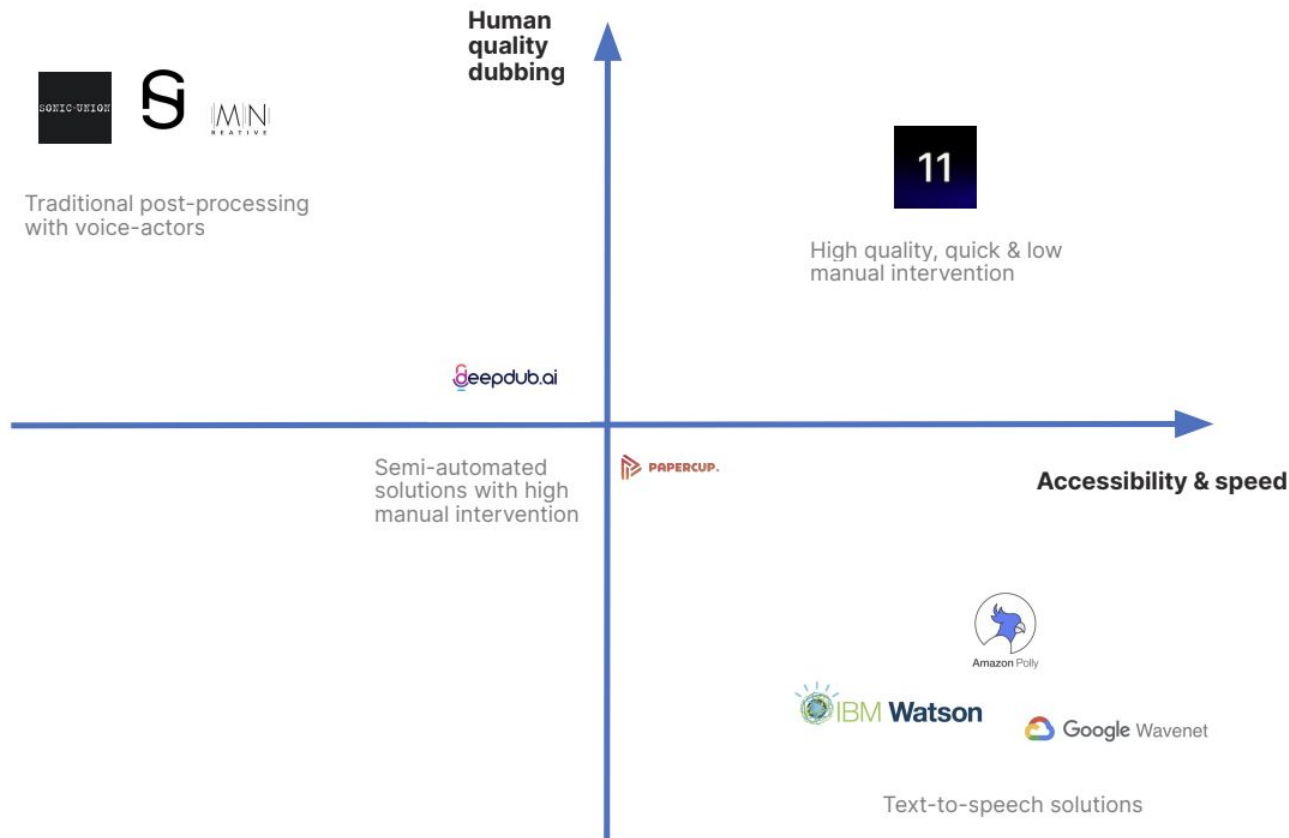 Human
quality
dubbing
SONIC-UNION
S
M N
REATIVE
11
Traditional post-processing
with voice-actors
High quality, quick & low
manual intervention
deepdub.ai
Semi-automated
solutions with high
manual intervention
PAPERCUP.
Accessibility & speed
Amazon Polly
IBM Watson
Google Wavenet
Text-to-speech solutions